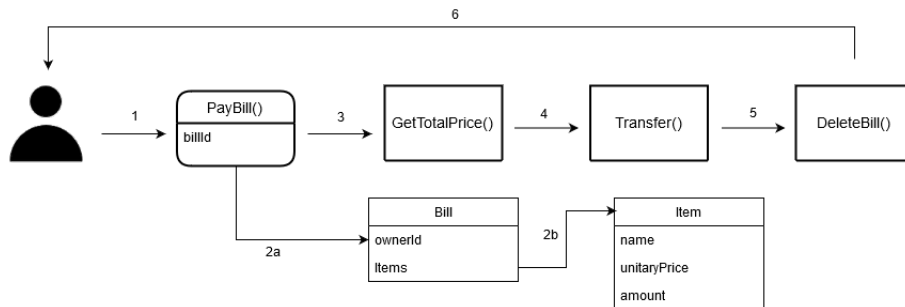 6
1
PayBill()
billId
3
GetTotalPrice()
4
Transfer()
5
DeleteBill()
2a
Bill
ownerId
Items
2b
Item
name
unitaryPrice
amount